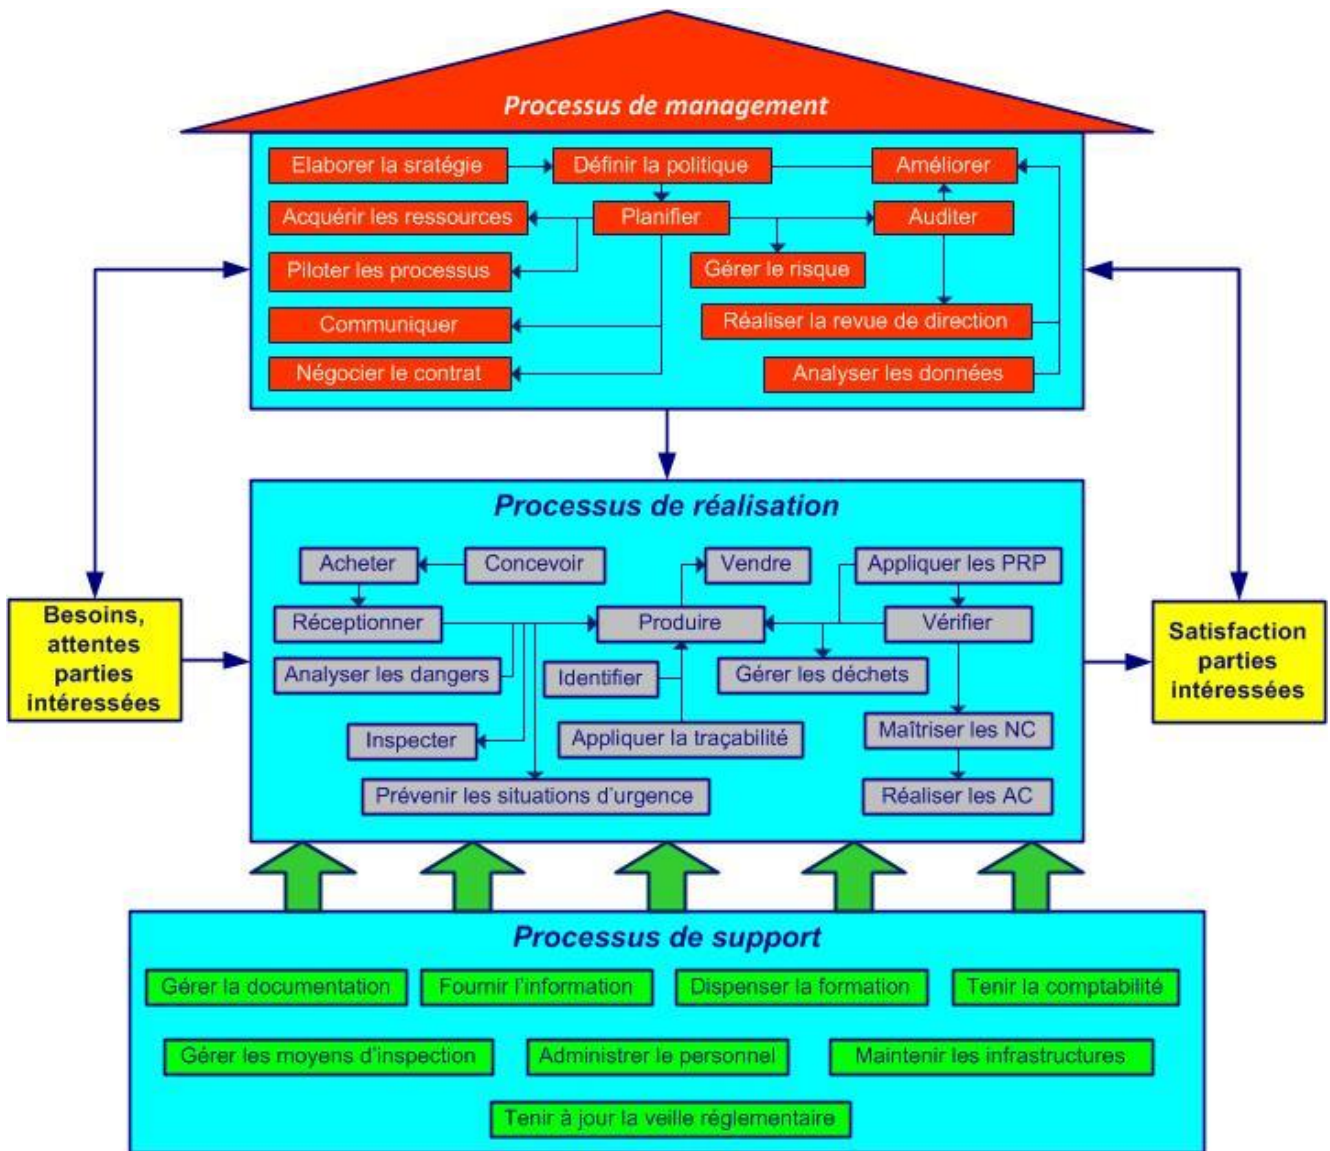 Processus de management
Elaborer la sratégie
Définir la politique
Améliorer
Acquérir les ressources
Planifier
Auditer
Piloter les processus
Gérer le risque
Communiquer
Réaliser la revue de direction
Négocier le contrat
Analyser les données
Processus de réalisation
Acheter
Concevoir
Vendre
Appliquer les PRP
Réceptionner
Produire
Vérifier
Analyser les dangers
Identifier
Gérer les déchets
Inspecter
Appliquer la traçabilité
Maîtriser les NC
Prévenir les situations d'urgence
Réaliser les AC
Besoins,
attentes
parties
intéressées
Satisfaction
parties
intéressées
Processus de support
Gérer la documentation
Fournir l'information
Dispenser la formation
Tenir la comptabilité
Gérer les moyens d'inspection
Administrer le personnel
Maintenir les infrastructures
Tenir à jour la veille réglementaire